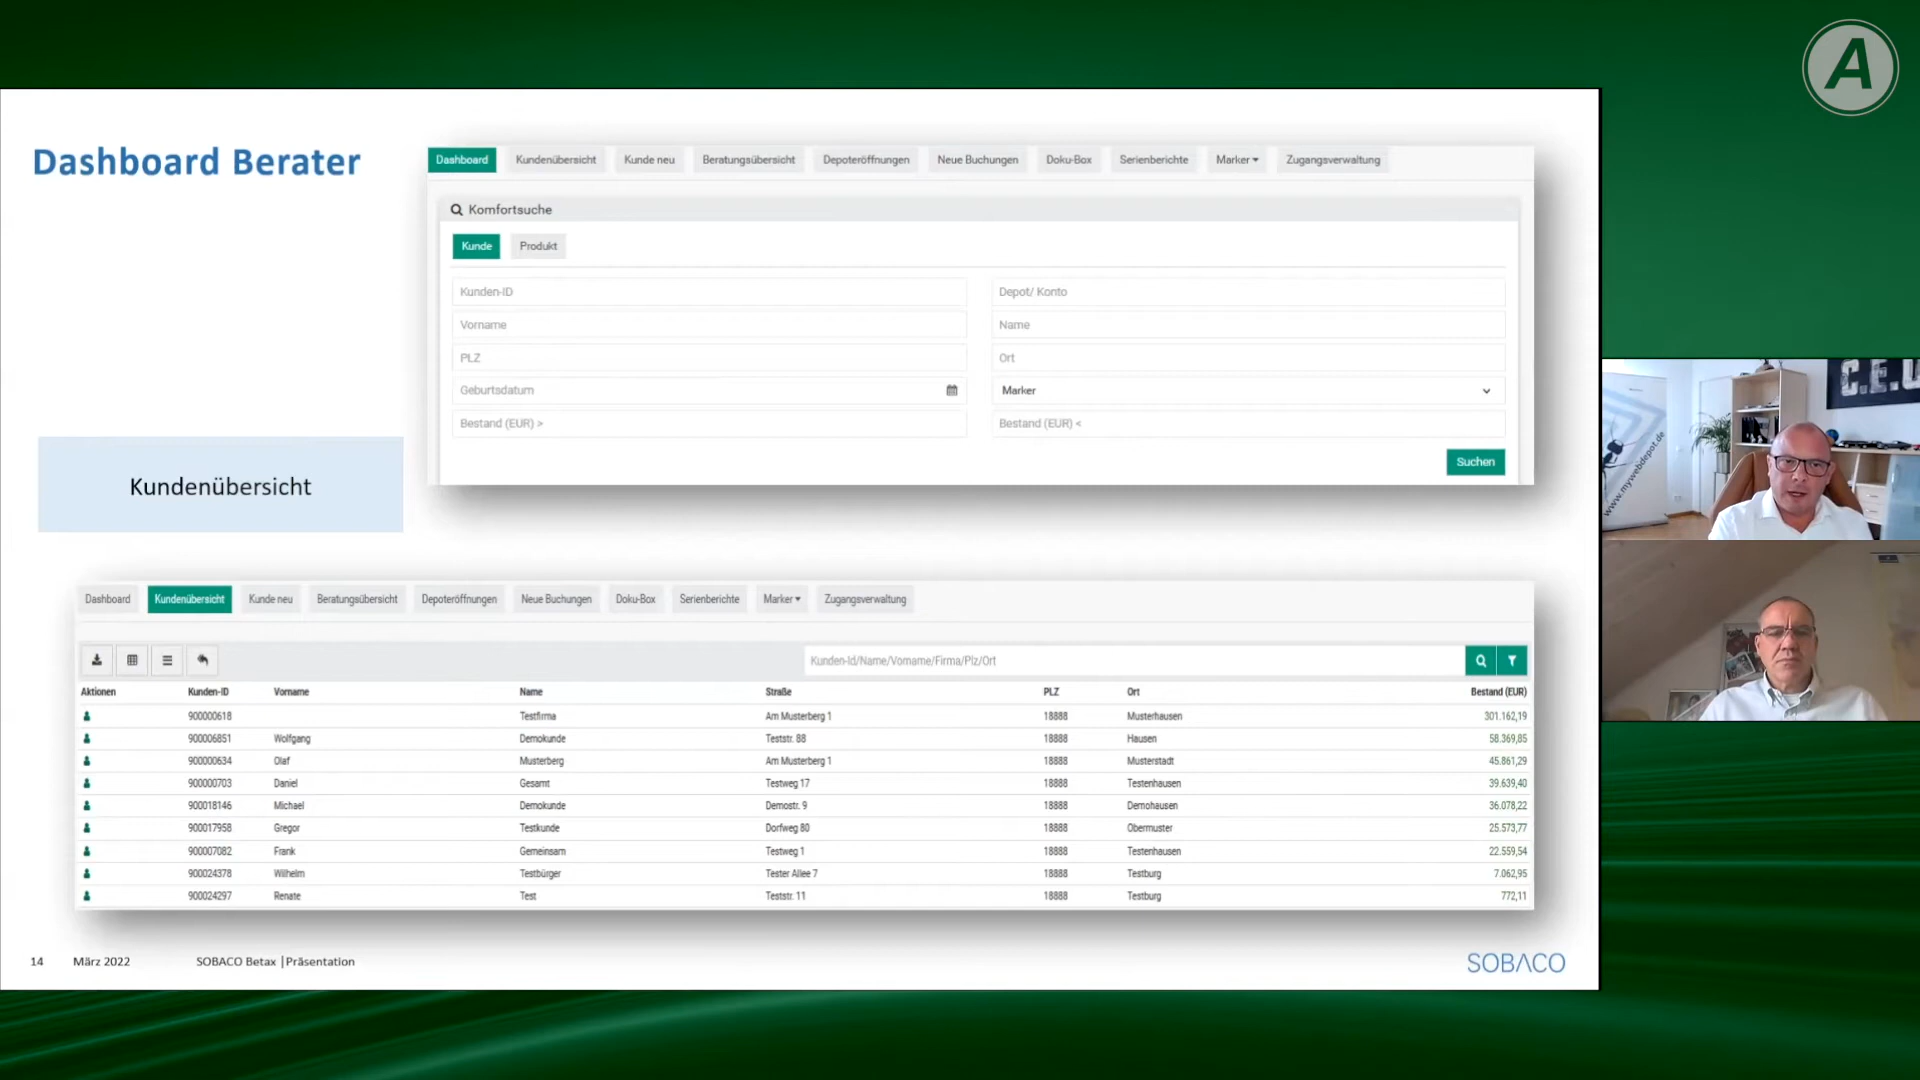 A
Dashboard Berater
Dashboard Kundenübersicht Kunde neu Beratungsübersicht Depoteröffnungen Neue Buchungen Doku-Box Serienberichte Marker Zugangsverwaltung
Komfortsuche
Kunde Produkt
Kunden-ID Depot/ Konto
Vorname Name
PLZ Ort
Geburtsdatum Marker
Bestand (EUR) > Bestand (EUR) <
Suchen
Kundenübersicht
C.E.O
www.mywebdepot.de
Dashboard Kundenübersicht Kunde neu Beratungsübersicht Depoteröffnungen Neue Buchungen Doku-Box Serienberichte Marker Zugangsverwaltung
Kunden-Id/Name/Vorname/Firma/Plz/Ort
Aktionen Kunden-ID Vorname Name Straße PLZ Ort Bestand (EUR)
900000618 Testfirma Am Musterberg 1 18888 Musterhausen 301.162,19
900006851 Wolfgang Demokunde Teststr. 88 18888 Hausen 58.369,85
900000634 Olaf Musterberg Am Musterberg 1 18888 Musterstadt 45.861,29
900000703 Daniel Gesamt Testweg 17 18888 Testenhausen 39.639,40
900018146 Michael Demokunde Demostr. 9 18888 Demohausen 36.078,22
900017958 Gregor Testkunde Dorfweg 80 18888 Obermuster 25.573,77
900007082 Frank Gemeinsam Testweg 1 18888 Testenhausen 22.559,54
900024378 Wilhelm Testbürger Tester Allee 7 18888 Testburg 7.062,95
900024297 Renate Test Teststr. 11 18888 Testburg 772,11
14 März 2022 SOBACO Betax |Präsentation
SOBACO